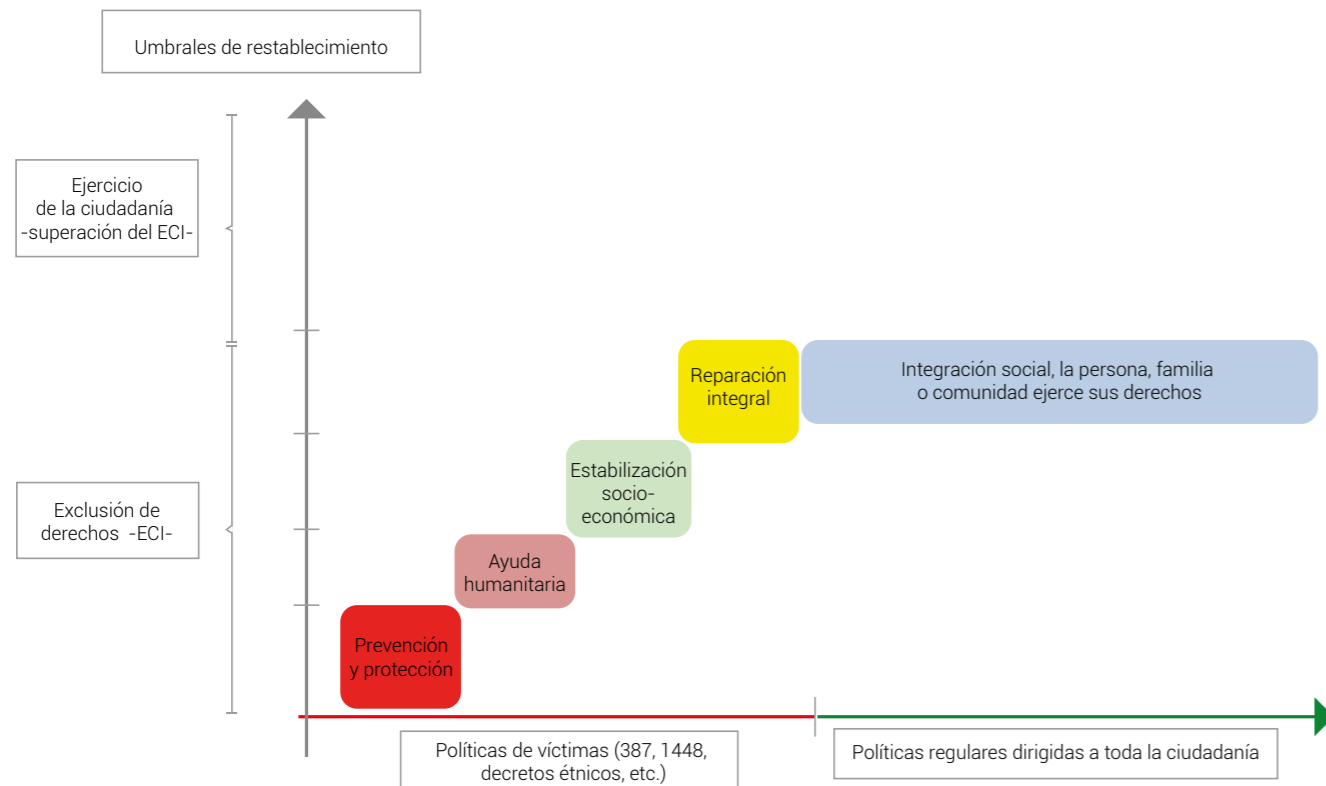 Umbrales de restablecimiento
Ejercicio
de la ciudadanía
-superación del ECI-
Reparación
integral
Integración social, la persona, familia
o comunidad ejerce sus derechos
Estabilización
socio-
económica
Exclusión de
derechos -ECI-
Ayuda
humanitaria
Prevención
y protección
Políticas de víctimas (387, 1448,
decretos étnicos, etc.)
Políticas regulares dirigidas a toda la ciudadanía